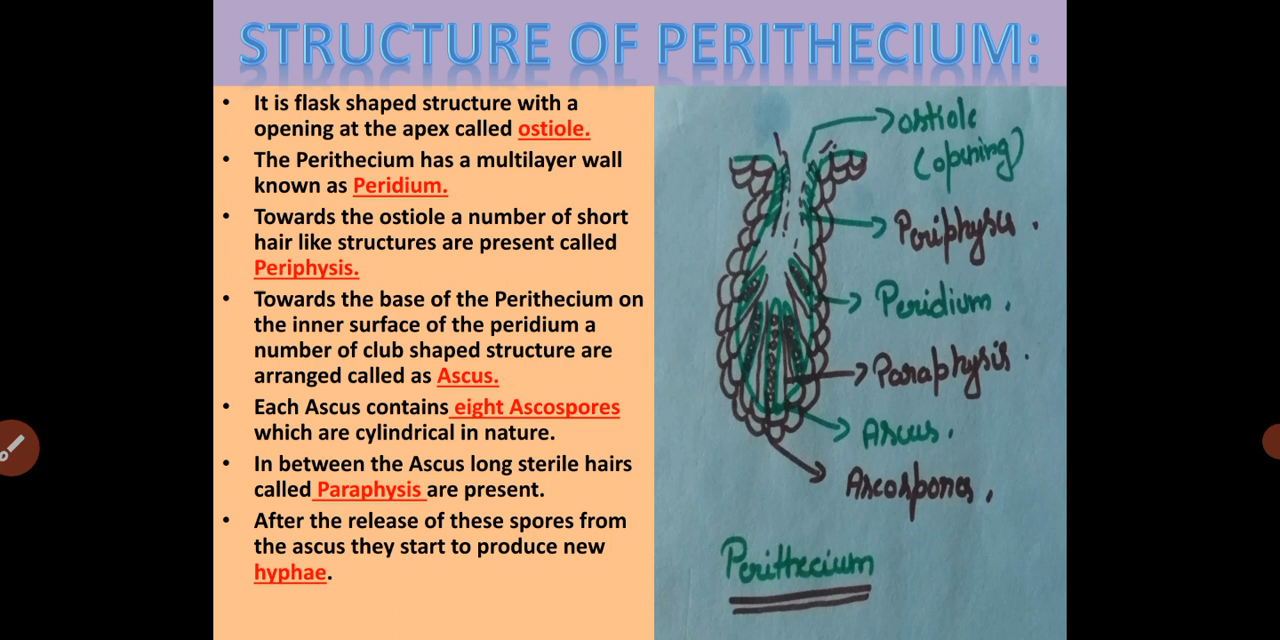 STRUCTURE OF PERITHECIUM:
• It is flask shaped structure with a
opening at the apex called ostiole.
• The Perithecium has a multilayer wall
known as Peridium.
• Towards the ostiole a number of short
hair like structures are present called
Periphysis.
• Towards the base of the Perithecium on
the inner surface of the peridium a
number of club shaped structure are
arranged called as Ascus.
• Each Ascus contains eight Ascospores
which are cylindrical in nature.
• In between the Ascus long sterile hairs
called Paraphysis are present.
• After the release of these spores from
the ascus they start to produce new
hyphae.
ostiole
(opening)
Periphysis.
Peridium.
Paraphysis.
Ascus.
Ascospores.
Perithecium